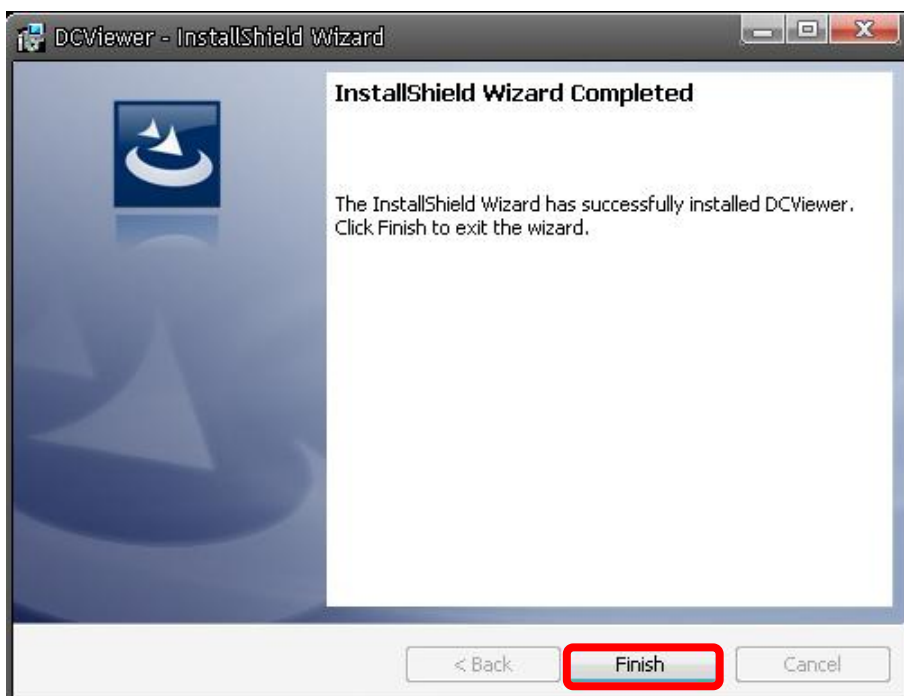 DCViewer - InstallShield Wizard
InstallShield Wizard Completed
The InstallShield Wizard has successfully installed DCViewer.
Click Finish to exit the wizard.
< Back Finish Cancel